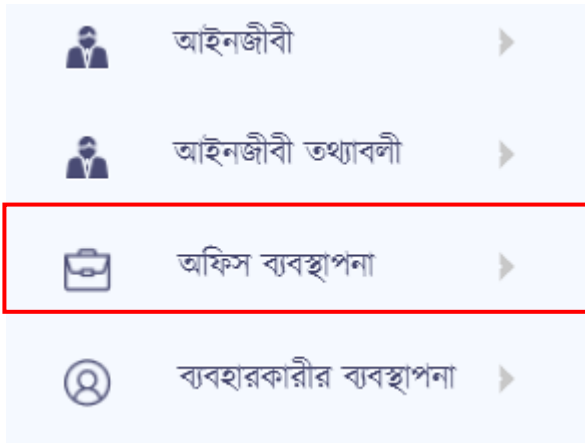 আইনজীবী
আইনজীবী তথ্যাবলী
অফিস ব্যবস্থাপনা
ব্যবহারকারীর ব্যবস্থাপনা